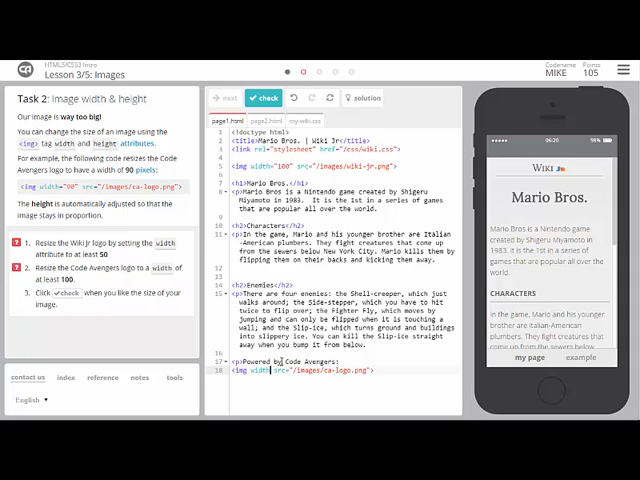 CA
HTML5/CSS3 Intro
Lesson 3/5: Images
Codename
MIKE
Points
105
Task 2: Image width & height
Our image is way too big!
You can change the size of an image using the
<img> tag width and height attributes.
For example, the following code resizes the Code
Avengers logo to have a width of 90 pixels:
<img width="90" src="/images/ca-logo.png">
The height is automatically adjusted so that the
image stays in proportion.
1. Resize the Wiki Jr logo by setting the width
attribute to at least 50
2. Resize the Code Avengers logo to a width of
at least 100.
3. Click ✓check when you like the size of your
image.
contact us
index
reference
notes
tools
English
next
check
solution
page1.html
page2.html
my-wiki.css
1 <!doctype html>
2 <title>Mario Bros. | Wiki Jr</title>
3 <link rel="stylesheet" href="/css/wiki.css">
4
5 <img width="100" src="/images/wiki-jr.png">
6
7 <h1>Mario Bros.</h1>
8 <p>Mario Bros is a Nintendo game created by Shigeru
Miyamoto in 1983. It is the 1st in a series of games
that are popular all over the world.
9
10 <h2>Characters</h2>
11 <p>In the game, Mario and his younger brother are Italian
-American plumbers. They fight creatures that come up
from the sewers below New York City. Mario kills them by
flipping them on their backs and kicking them away.
12
13
14 <h2>Enemies</h2>
15 <p>There are four enemies: the Shell-creeper, which just
walks around; the Side-stepper, which you have to hit
twice to flip over; the Fighter Fly, which moves by
jumping and can only be flipped when it is touching a
wall; and the Slip-ice, which turns ground and buildings
into slippery ice. You can kill the Slip-ice straight
away when you bump it from below.
16
17 <p>Powered by Code Avengers:
18 <img width src="/images/ca-logo.png">
06:20
98%
WIKI JR
Mario Bros.
Mario Bros is a Nintendo game
created by Shigeru Miyamoto in
1983. It is the 1st in a series of
games that are popular all over the
world.
CHARACTERS
In the game, Mario and his younger
brother are Italian-American
plumbers. They fight creatures that
my page
example